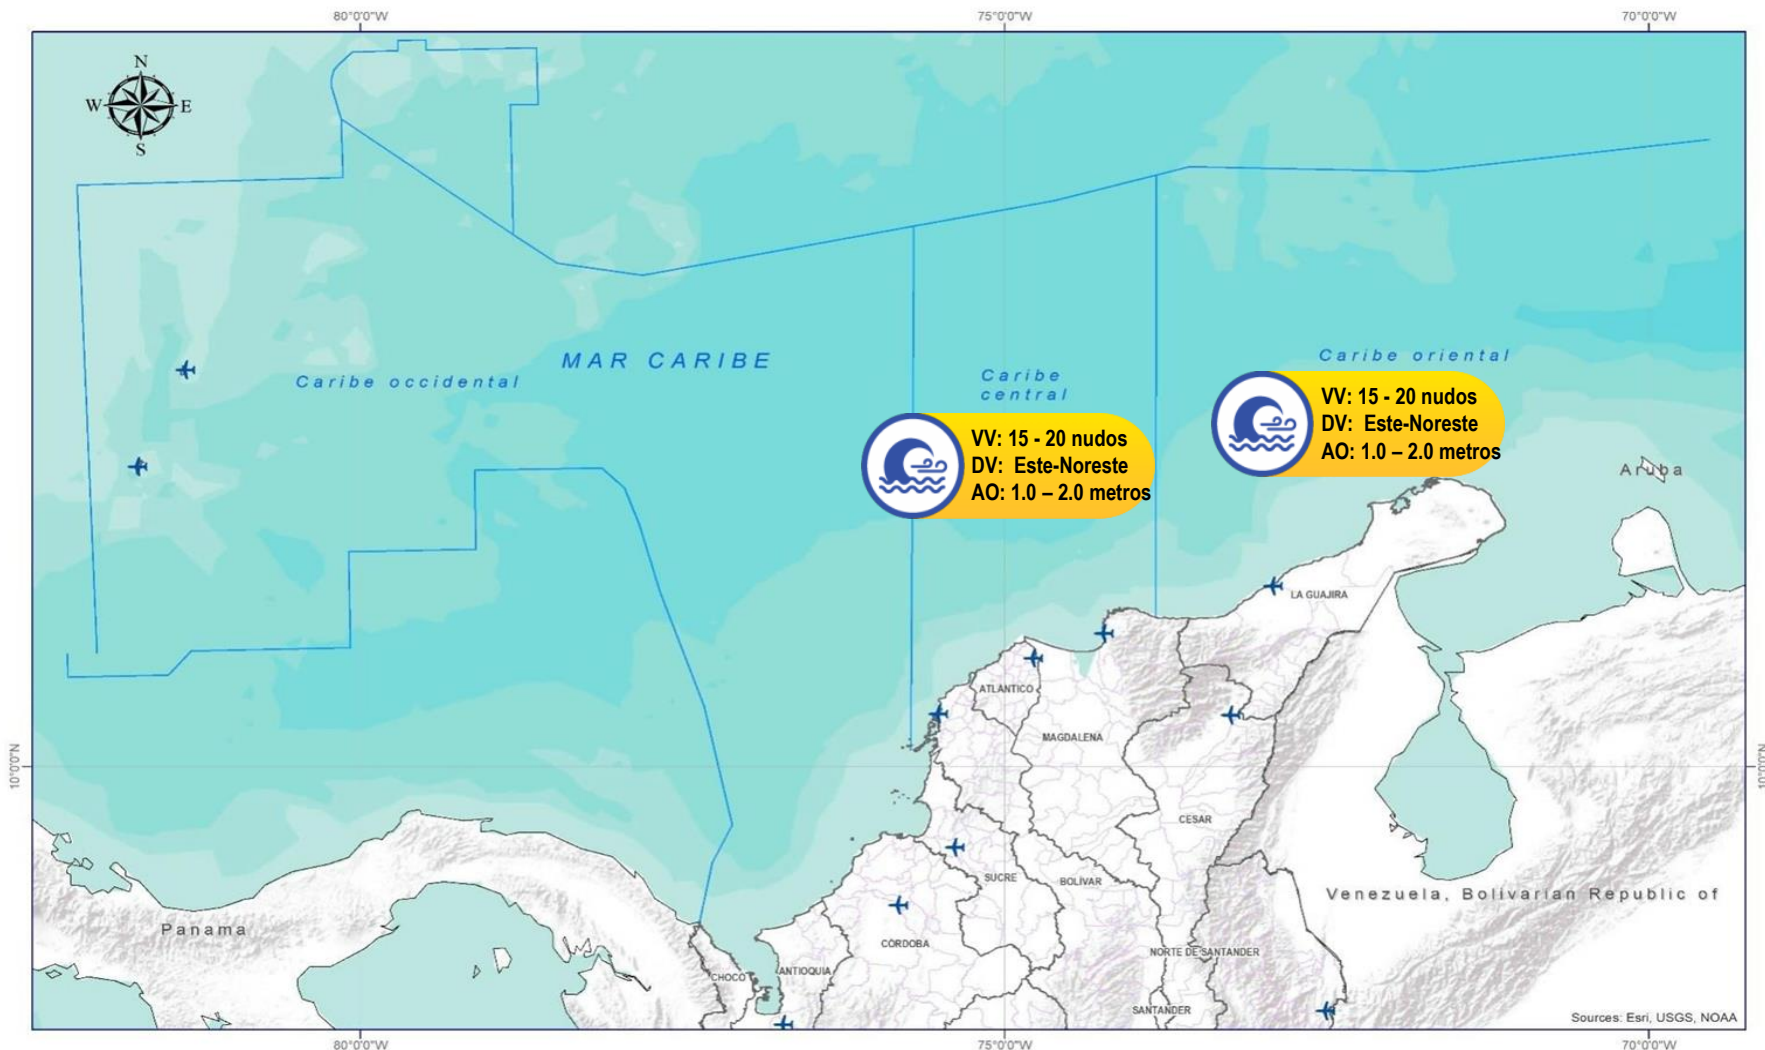 80°0'0"W
75°0'0"W
70°0'0"W
N
W
E
S
MAR CARIBE
Caribe occidental
Caribe
central
Caribe oriental
VV: 15 - 20 nudos
DV: Este-Noreste
AO: 1.0 – 2.0 metros
VV: 15 - 20 nudos
DV: Este-Noreste
AO: 1.0 – 2.0 metros
Aruba
LA GUAJIRA
ATLANTICO
MAGDALENA
10°0'0"N
10°0'0"N
CESAR
SUCRE
BOLÍVAR
Venezuela, Bolivarian Republic of
Panama
CÓRDOBA
NORTE DE SANTANDER
CHOCO
ANTIOQUIA
SANTANDER
Sources: Esri, USGS, NOAA
80°0'0"W
75°0'0"W
70°0'0"W